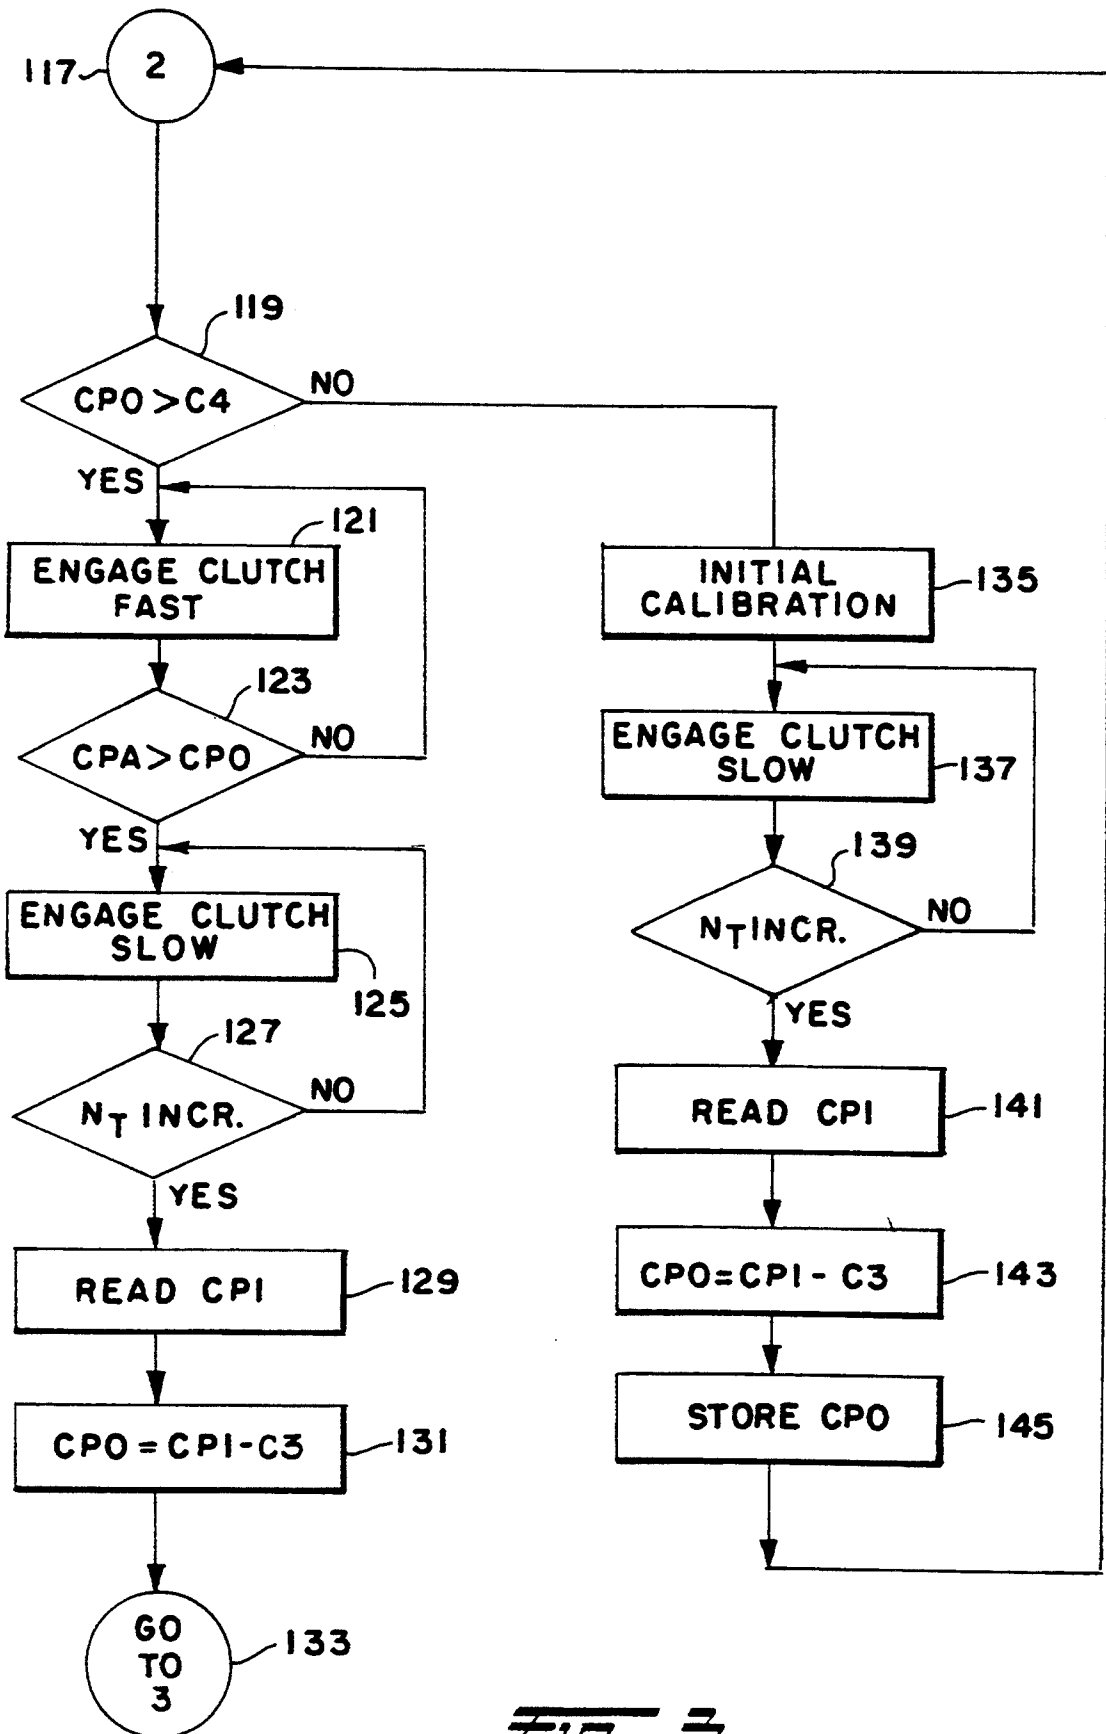 117
2
119
CPO > C4
NO
YES
121
ENGAGE CLUTCH
FAST
123
CPA > CPO
NO
YES
ENGAGE CLUTCH
SLOW
125
127
NT INCR.
NO
YES
READ CPI
129
CPO = CPI-C3
131
GO
TO
3
133
INITIAL
CALIBRATION
135
ENGAGE CLUTCH
SLOW
137
139
NT INCR.
NO
YES
READ CPI
141
CPO=CPI- C3
143
STORE CPO
145